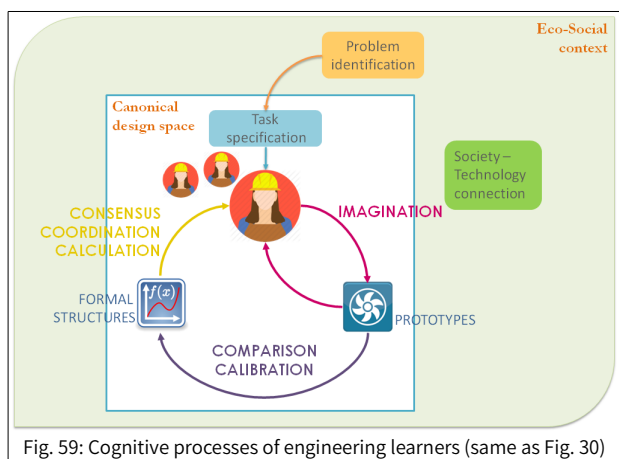 Eco-Social
context
Problem
identification
Canonical
design space
Task
specification
Society –
Technology
connection
IMAGINATION
CONSENSUS
COORDINATION
CALCULATION
f(x)
FORMAL
STRUCTURES
PROTOTYPES
COMPARISON
CALIBRATION
Fig. 59: Cognitive processes of engineering learners (same as Fig. 30)